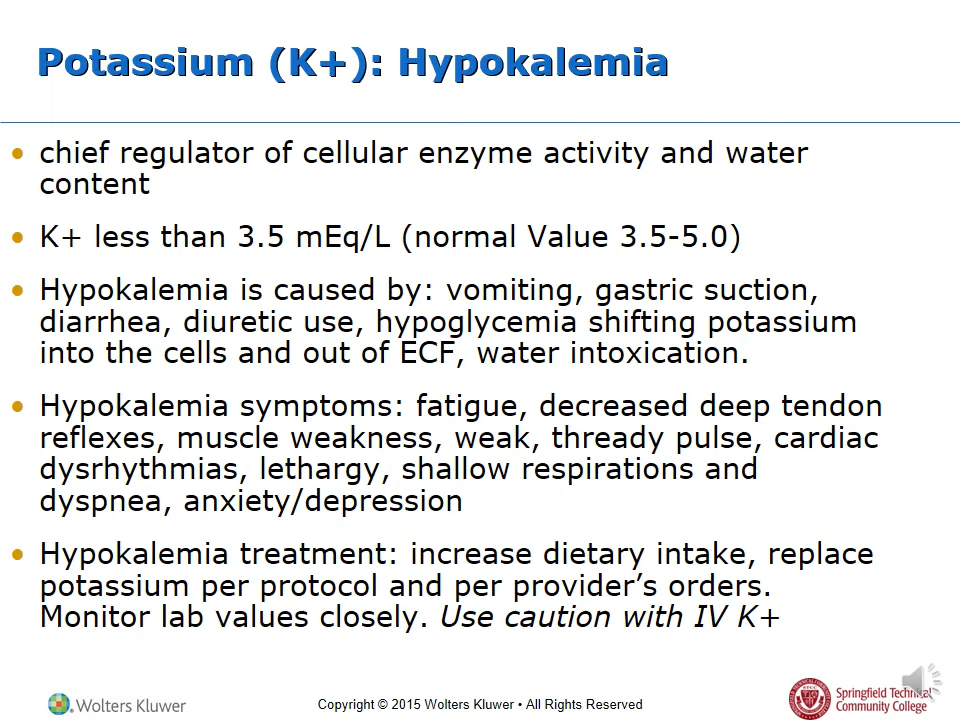 Potassium (K+): Hypokalemia
• chief regulator of cellular enzyme activity and water
content
• K+ less than 3.5 mEq/L (normal Value 3.5-5.0)
• Hypokalemia is caused by: vomiting, gastric suction,
diarrhea, diuretic use, hypoglycemia shifting potassium
into the cells and out of ECF, water intoxication.
• Hypokalemia symptoms: fatigue, decreased deep tendon
reflexes, muscle weakness, weak, thready pulse, cardiac
dysrhythmias, lethargy, shallow respirations and
dyspnea, anxiety/depression
• Hypokalemia treatment: increase dietary intake, replace
potassium per protocol and per provider’s orders.
Monitor lab values closely. Use caution with IV K+
Wolters Kluwer
Copyright © 2015 Wolters Kluwer • All Rights Reserved
Springfield Technical
Community College